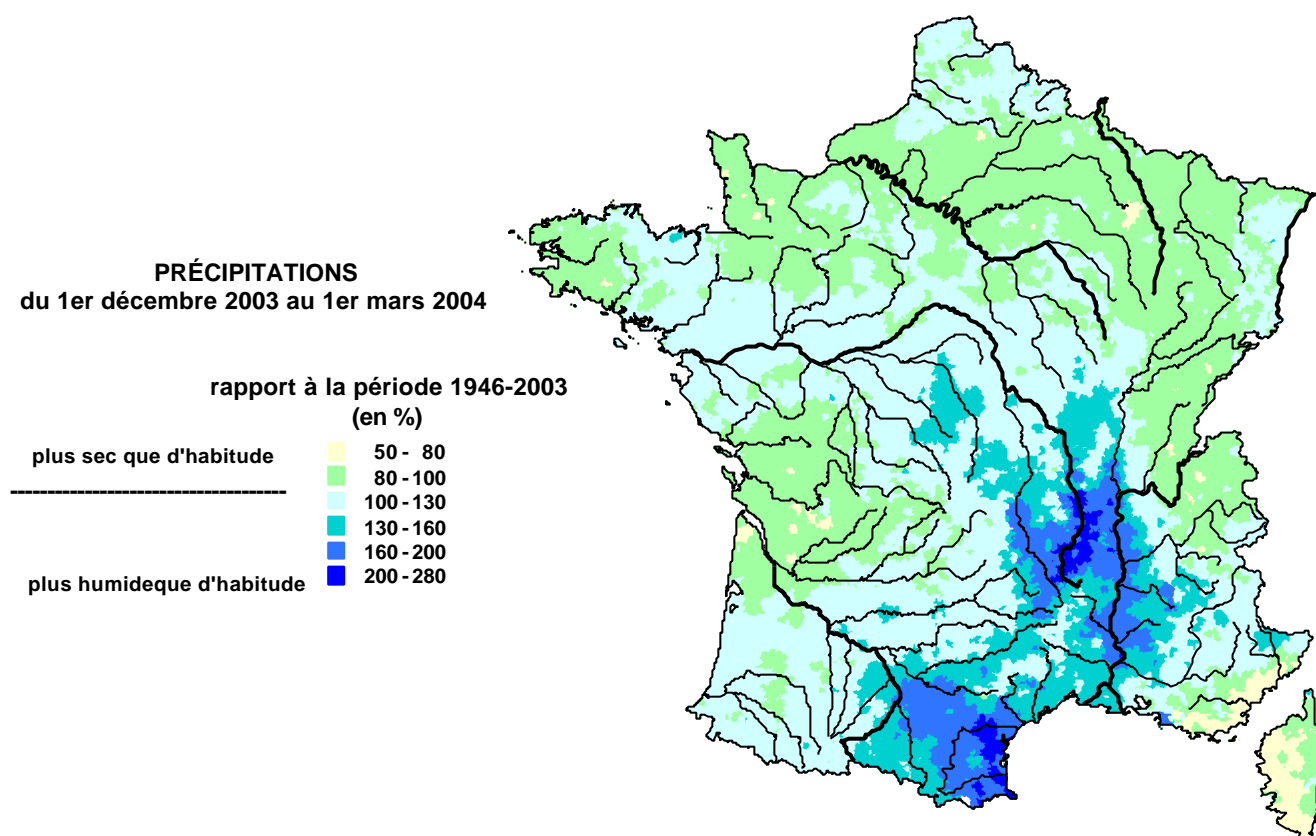 PRÉCIPITATIONS
du 1er décembre 2003 au 1er mars 2004
rapport à la période 1946-2003
(en %)
plus sec que d'habitude
plus humideque d'habitude
50 - 80
80 - 100
100 - 130
130 - 160
160 - 200
200 - 280